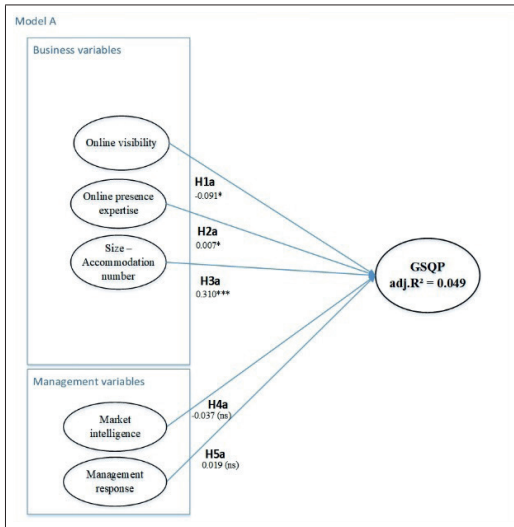 Model A
Business variables
Online visibility
H1a
-0.091*
Online presence
expertise
H2a
0.007*
Size –
Accommodation
number
H3a
0.310***
GSQP
adj.R² = 0.049
Management variables
Market
intelligence
H4a
-0.037 (ns)
Management
response
H5a
0.019 (ns)